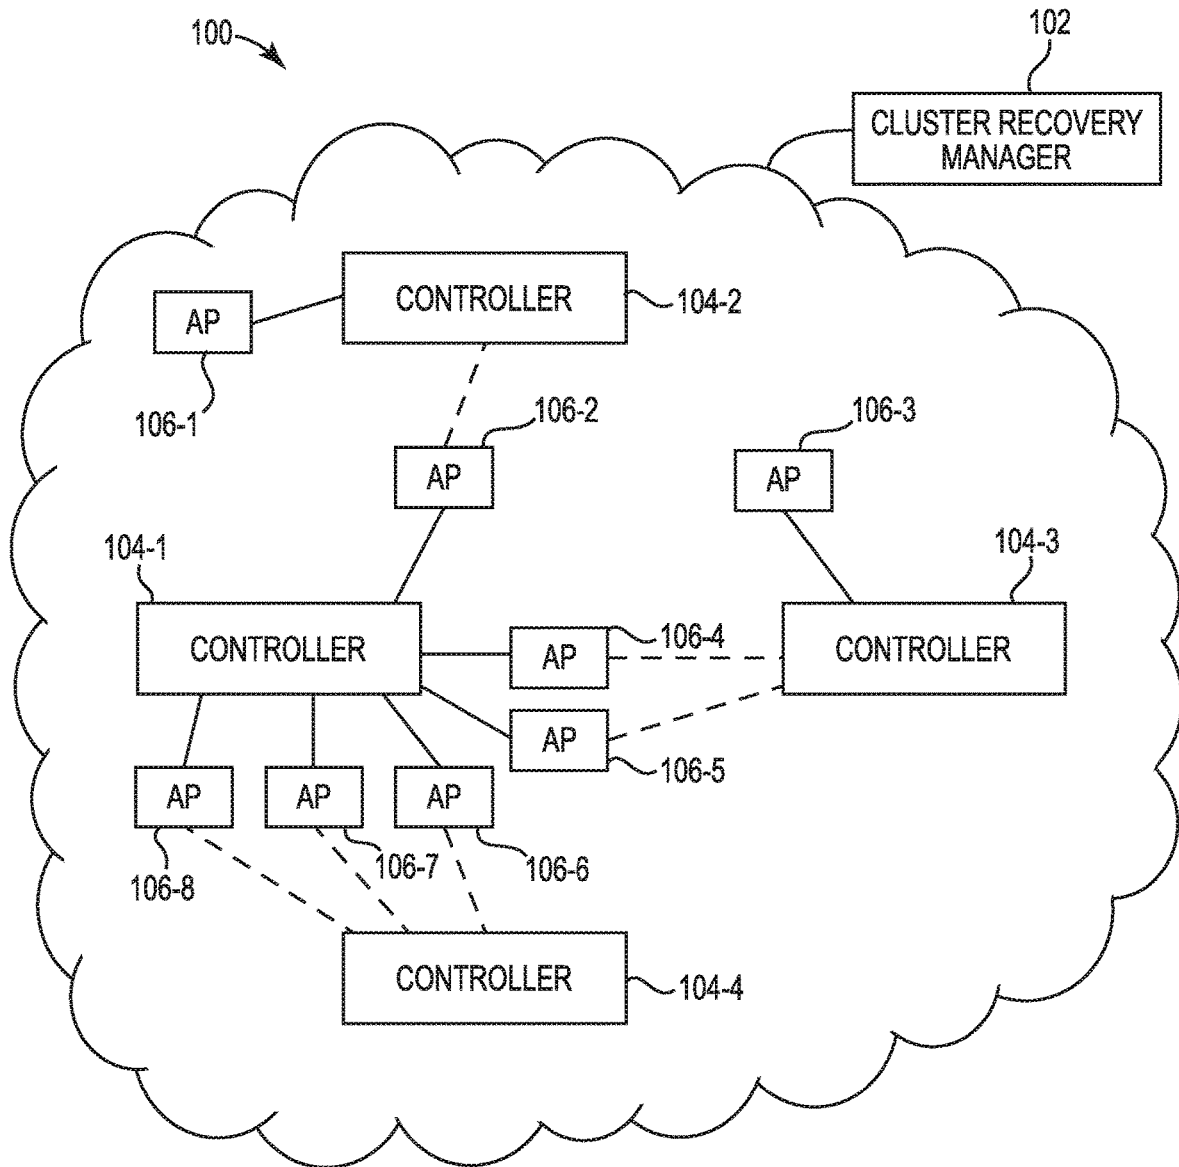 100
102
CLUSTER RECOVERY
MANAGER
CONTROLLER
104-2
AP
106-1
106-2
106-3
AP
AP
104-1
104-3
CONTROLLER
106-4
AP
CONTROLLER
AP
106-5
AP
AP
AP
106-8
106-7
106-6
CONTROLLER
104-4